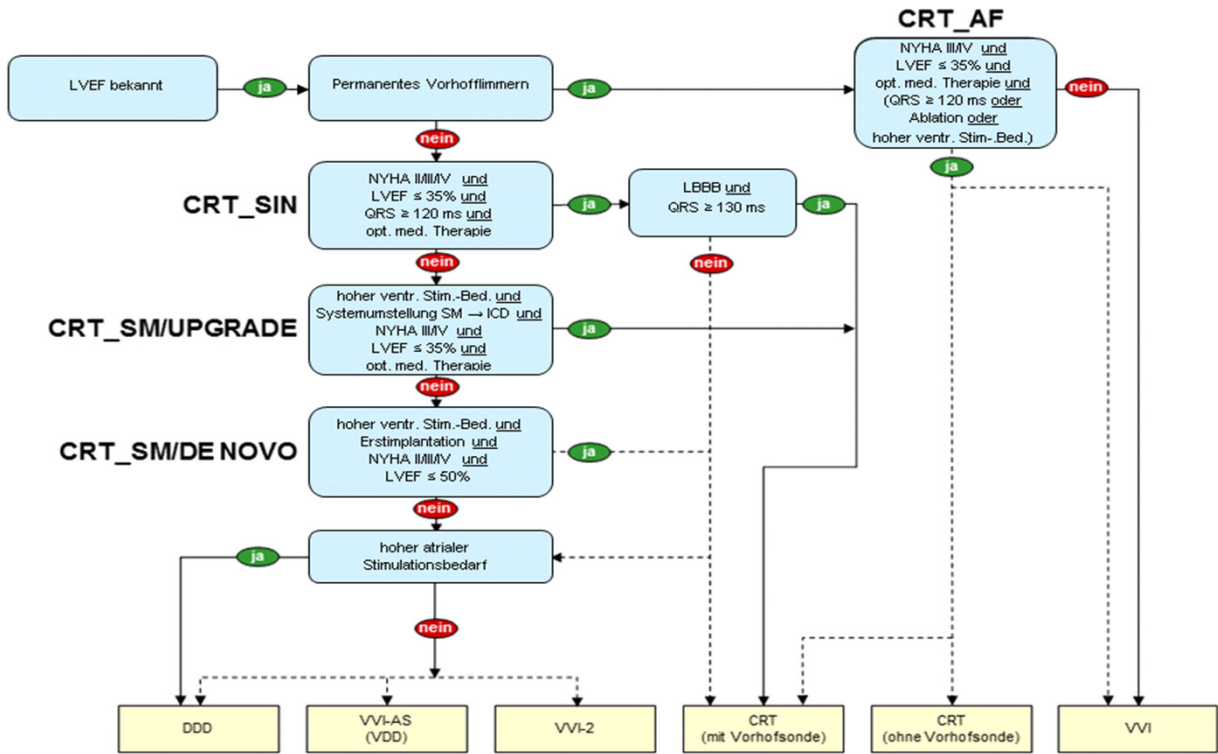 CRT_AF
LVEF bekannt
ja
Permanentes Vorhofflimmern
ja
NYHA III/IV und
LVEF ≤ 35% und
opt. med. Therapie und
(QRS ≥ 120 ms oder
Ablation oder
hoher ventr. Stim-.Bed.)
nein
ja
nein
CRT_SIN
NYHA II/III/IV und
LVEF ≤ 35% und
QRS ≥ 120 ms und
opt. med. Therapie
ja
LBBB und
QRS ≥ 130 ms
ja
nein
nein
CRT_SM/UPGRADE
hoher ventr. Stim.-Bed. und
Systemumstellung SM → ICD und
NYHA III/IV und
LVEF ≤ 35% und
opt. med. Therapie
ja
nein
CRT_SM/DE NOVO
hoher ventr. Stim.-Bed. und
Erstimplantation und
NYHA II/III/IV und
LVEF ≤ 50%
ja
nein
ja
hoher atrialer
Stimulationsbedarf
nein
DDD
VVI-AS
(VDD)
VVI-2
CRT
(mit Vorhofsonde)
CRT
(ohne Vorhofsonde)
VVI